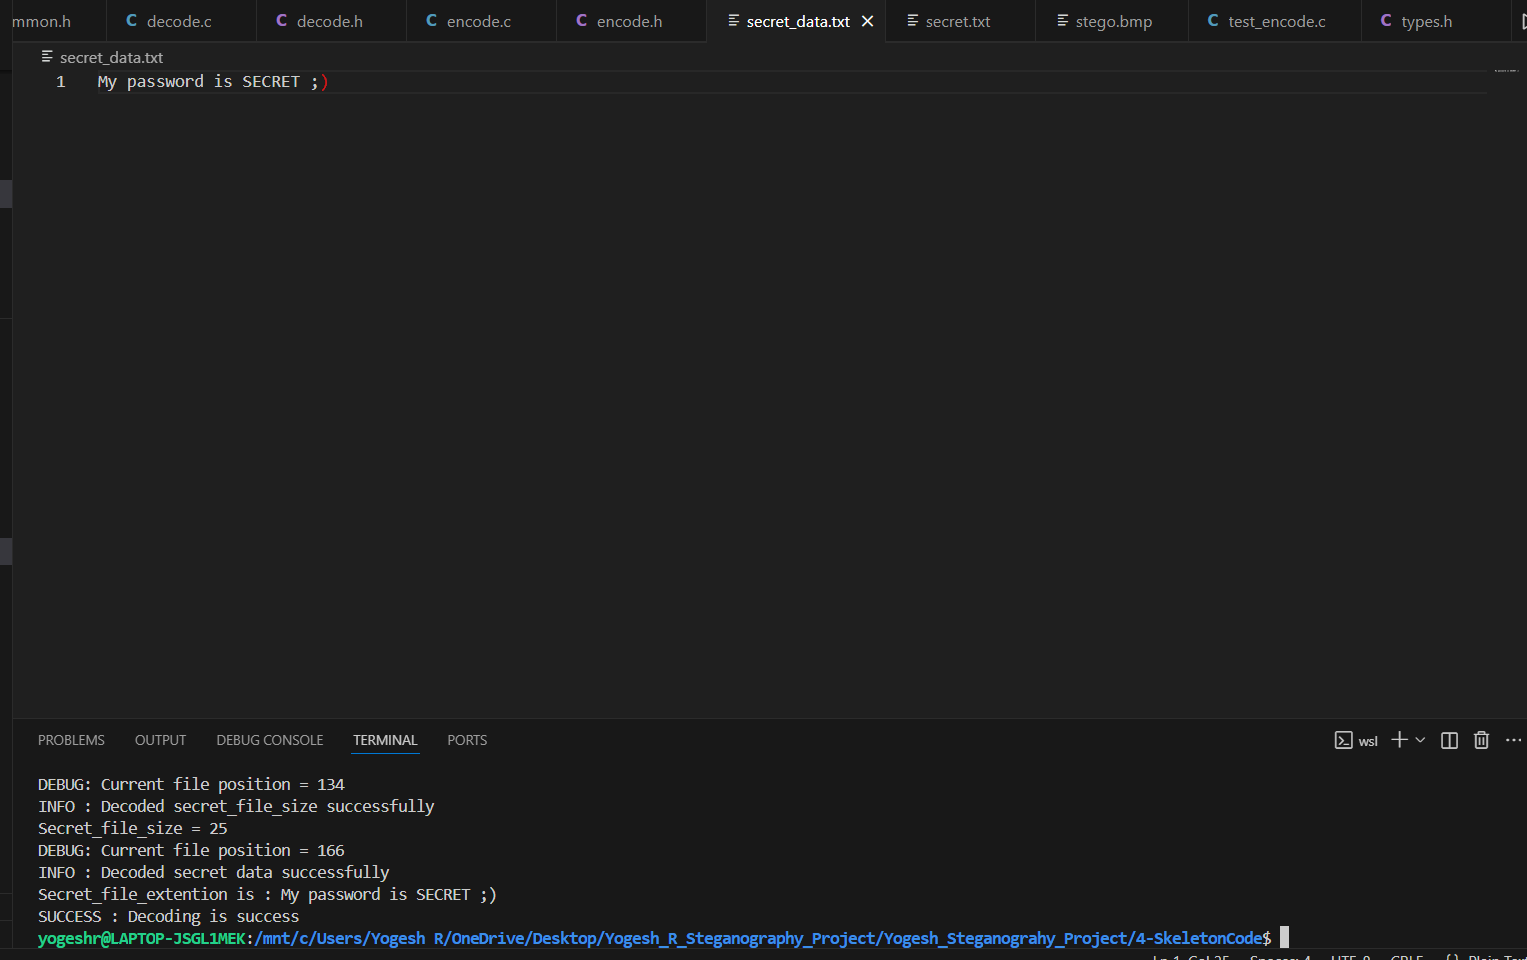 mmon.h
C decode.c
C decode.h
C encode.c
C encode.h
secret_data.txt
secret.txt
stego.bmp
C test_encode.c
C types.h
secret_data.txt
1 My password is SECRET ;)
PROBLEMS OUTPUT DEBUG CONSOLE TERMINAL PORTS
wsl
DEBUG: Current file position = 134
INFO : Decoded secret_file_size successfully
Secret_file_size = 25
DEBUG: Current file position = 166
INFO : Decoded secret data successfully
Secret_file_extention is : My password is SECRET ;)
SUCCESS : Decoding is success
yogeshr@LAPTOP-JSGL1MEK:/mnt/c/Users/Yogesh R/OneDrive/Desktop/Yogesh_R_Steganography_Project/Yogesh_Steganograhy_Project/4-SkeletonCode$